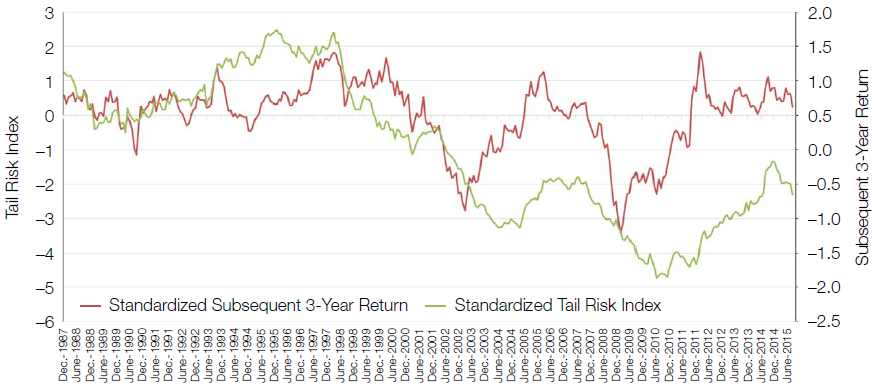 3
2
1
0
–1
–2
–3
–4
–5
–6
Tail Risk Index
2.0
1.5
1.0
0.5
0.0
–0.5
–1.0
–1.5
–2.0
–2.5
Subsequent 3-Year Return
Standardized Subsequent 3-Year Return
Standardized Tail Risk Index
Dec.- 1987
June- 1988
Dec.- 1988
June- 1989
Dec.- 1989
June- 1990
Dec.- 1990
June- 1991
Dec.- 1991
June- 1992
Dec.- 1992
June- 1993
Dec.- 1993
June- 1994
Dec.- 1994
June- 1995
Dec.- 1995
June- 1996
Dec.- 1996
June- 1997
Dec.- 1997
June- 1998
Dec.- 1998
June- 1999
Dec.- 1999
June- 2000
Dec.- 2000
June- 2001
Dec.- 2001
June- 2002
Dec.- 2002
June- 2003
Dec.- 2003
June- 2004
Dec.- 2004
June- 2005
Dec.- 2005
June- 2006
Dec.- 2006
June- 2007
Dec.- 2007
June- 2008
Dec.- 2008
June- 2009
Dec.- 2009
June- 2010
Dec.- 2010
June- 2011
Dec.- 2011
June- 2012
Dec.- 2012
June- 2013
Dec.- 2013
June- 2014
Dec.- 2014
June- 2015